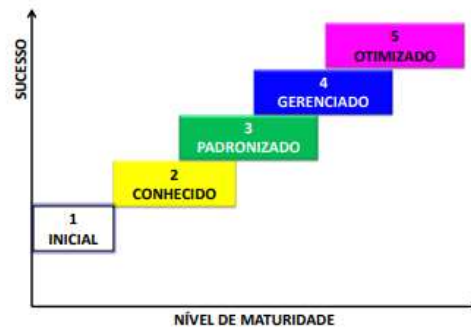 SUCESSO
5
OTIMIZADO
4
GERENCIADO
3
PADRONIZADO
2
CONHECIDO
1
INICIAL
NÍVEL DE MATURIDADE